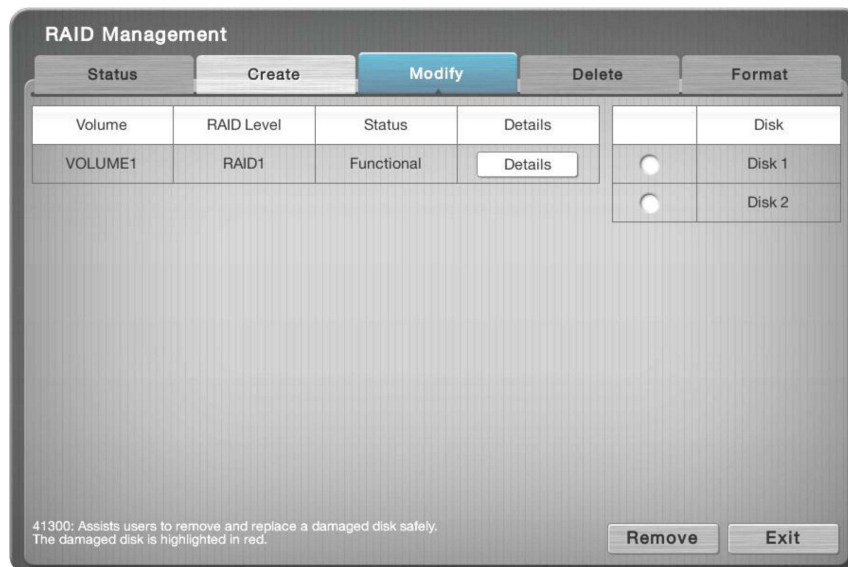 RAID Management
Status Create Modify Delete Format
Volume RAID Level Status Details Disk
VOLUME1 RAID1 Functional Details Disk 1
Disk 2
41300: Assists users to remove and replace a damaged disk safely.
The damaged disk is highlighted in red.
Remove Exit